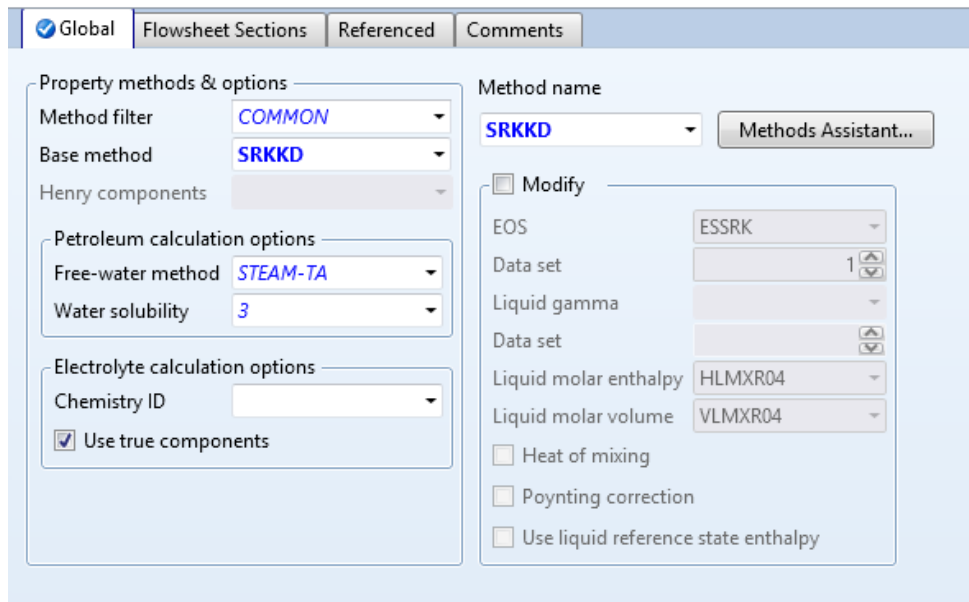 Global Flowsheet Sections Referenced Comments
Property methods & options
Method filter COMMON
Base method SRKKD
Henry components
Petroleum calculation options
Free-water method STEAM-TA
Water solubility 3
Electrolyte calculation options
Chemistry ID
Use true components
Method name
SRKKD Methods Assistant...
Modify
EOS ESSRK
Data set 1
Liquid gamma
Data set
Liquid molar enthalpy HLMXR04
Liquid molar volume VLMXR04
Heat of mixing
Poynting correction
Use liquid reference state enthalpy